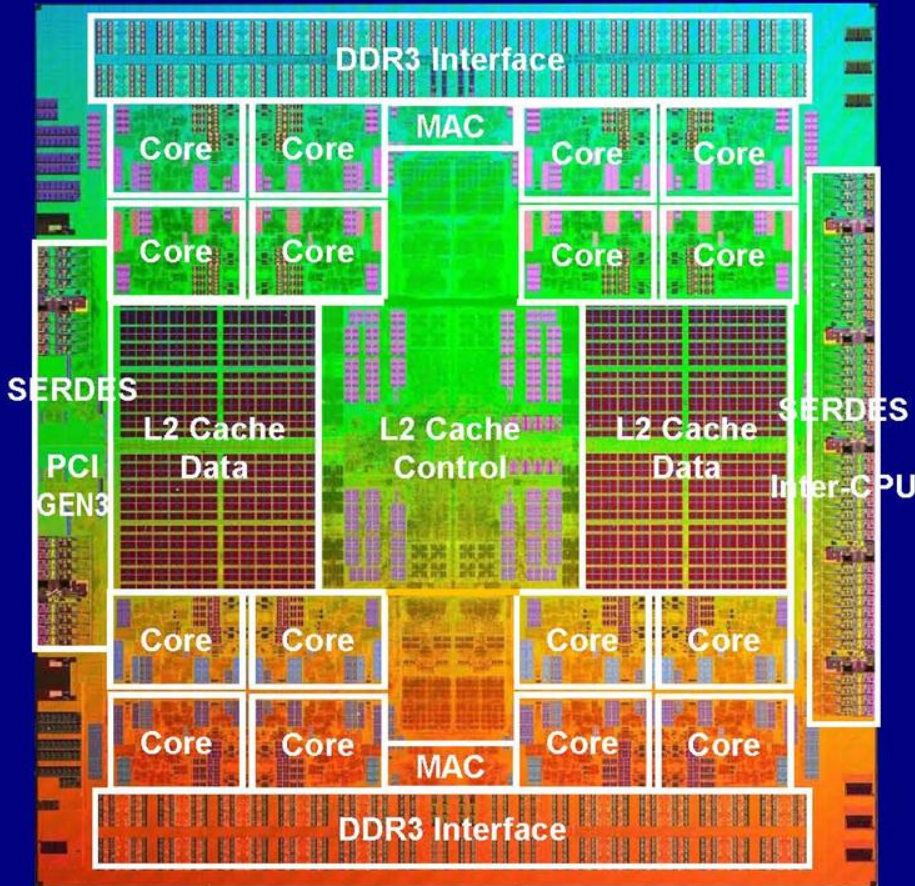 DDR3 Interface
MAC
Core
Core
Core
Core
Core
Core
Core
Core
SERDES
PCI
GEN3
L2 Cache
Data
L2 Cache
Control
L2 Cache
Data
SERDES
Inter-CPU
Core
Core
Core
Core
Core
Core
Core
Core
MAC
DDR3 Interface